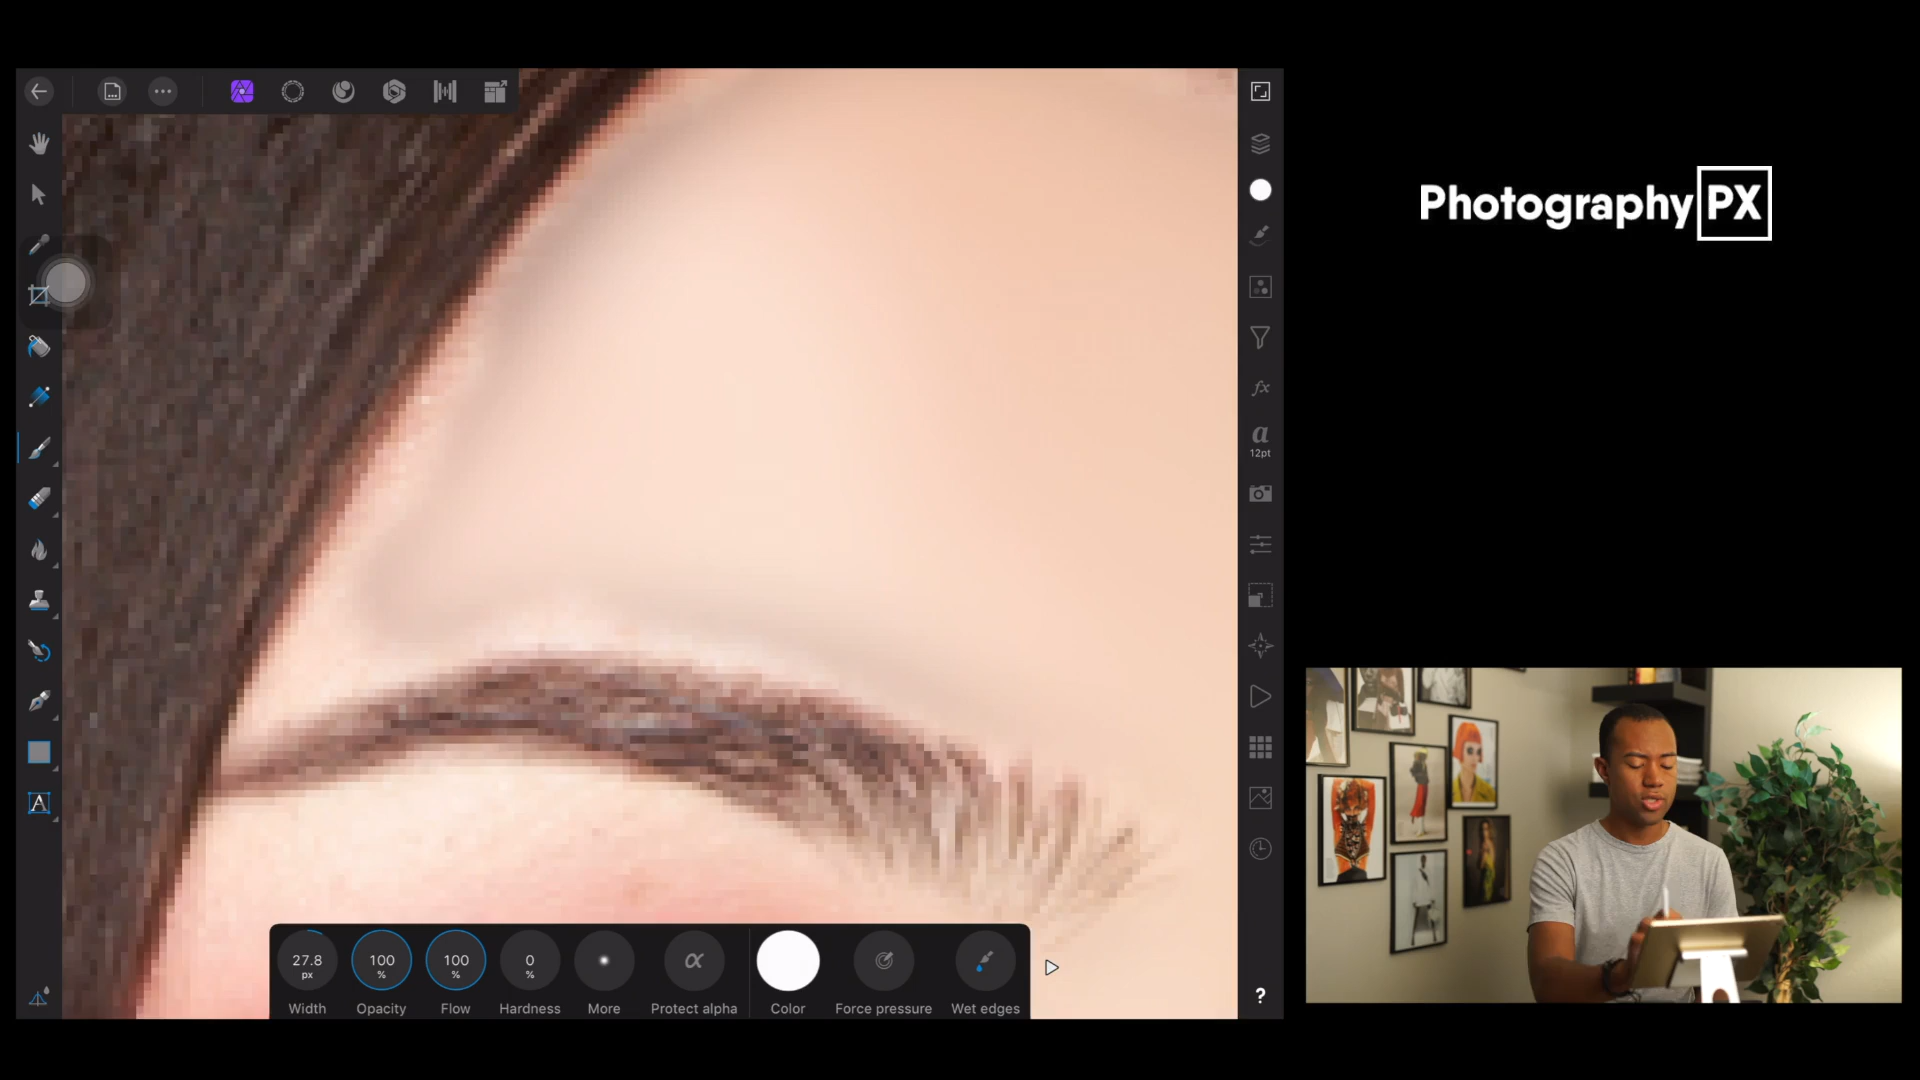 Photography PX
a
12pt
A
27.8
px
100
%
100
%
0
%
α
Width
Opacity
Flow
Hardness
More
Protect alpha
Color
Force pressure
Wet edges
fx
?